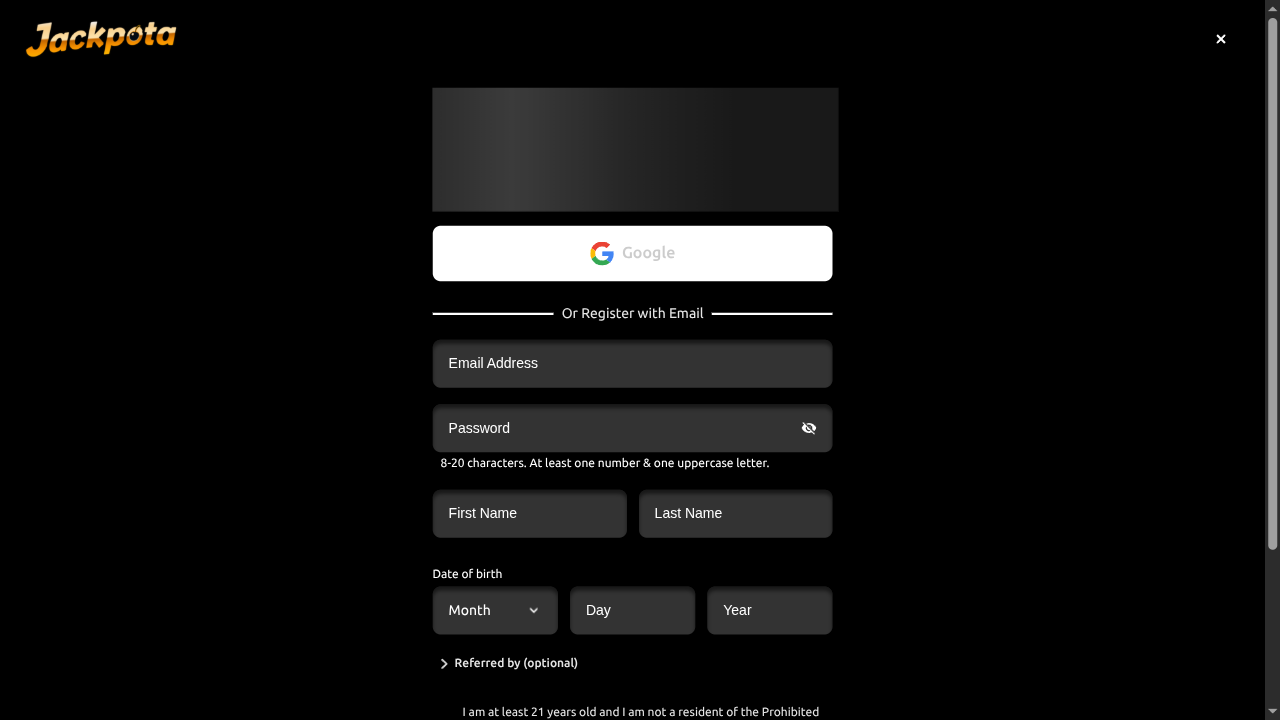 Jackpota
Google
Or Register with Email
Email Address
Password
8-20 characters. At least one number & one uppercase letter.
First Name
Last Name
Date of birth
Month
Day
Year
Referred by (optional)
I am at least 21 years old and I am not a resident of the Prohibited